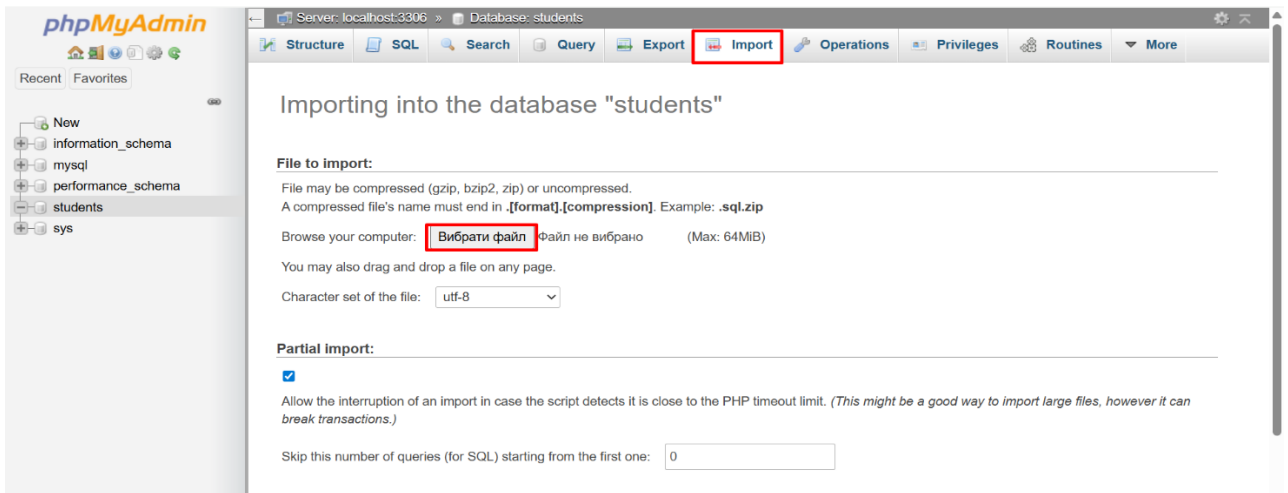 phpMyAdmin
Recent Favorites
New
information_schema
mysql
performance_schema
students
sys
Server: localhost:3306 » Database: students
Structure SQL Search Query Export Import Operations Privileges Routines More
Importing into the database "students"
File to import:
File may be compressed (gzip, bzip2, zip) or uncompressed.
A compressed file's name must end in .[format].[compression]. Example: .sql.zip
Browse your computer: Вибрати файл Файл не вибрано (Max: 64MiB)
You may also drag and drop a file on any page.
Character set of the file: utf-8
Partial import:
Allow the interruption of an import in case the script detects it is close to the PHP timeout limit. (This might be a good way to import large files, however it can
break transactions.)
Skip this number of queries (for SQL) starting from the first one: 0